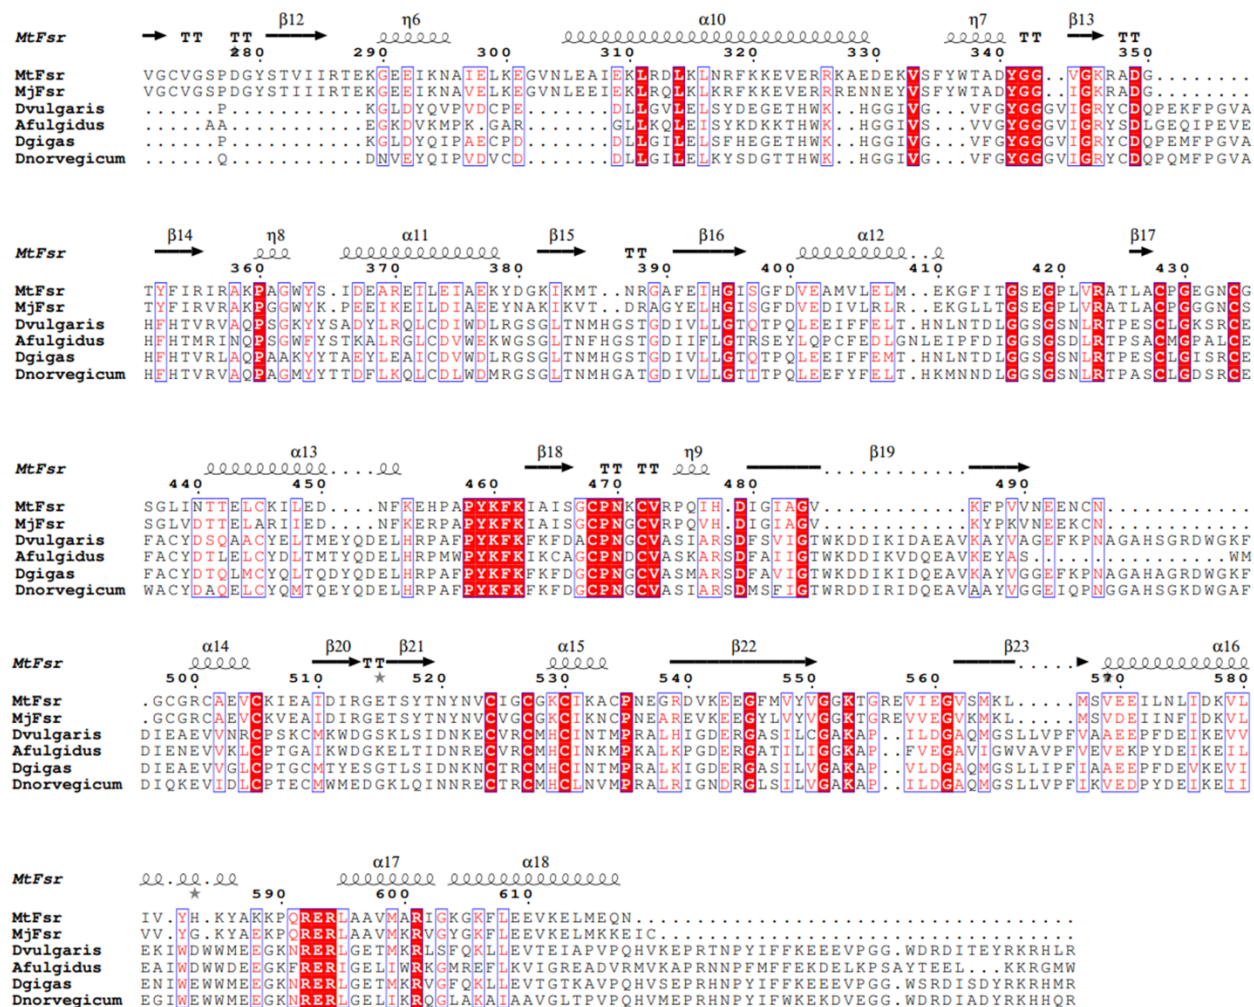 β12 η6 α10 η7 β13
MtFsr TT TT TT TT
280 290 300 310 320 330 340 350
MtFsr VGCVGSPDGYSTVIIRTEKGEEIKNAIELKEGVNLEAIEKLRDLKLNRFKKEVERRKAEDEKVSFYWTADYGG..VGKRADG........
MjFsr VGCVGSPDGYSTIIIRTEKGEEIKNAVELKEGVNLEEIEKLRQLKLKRFKKEVERRRENNEYVSFYWTADYGG..IGKRADG........
Dvulgaris ......P...........KGLDYQVPVDCPE.......DLLGVLELSYDEGETHWK..HGGIVG...VFGYGGGVIGRYCDQPEKFPGVA
Afulgidus .....AA...........EGKDVKMPK.GAR.......GLLKQLEISYKDKKTHWK..HGGIVS...VVGYGGGVIGRYSDLGEQIPEVE
Dgigas ......P...........KGLDYQIPAECPD.......DLLGILELKYSEGETHWK..HGGIVG...VFGYGGGVIGRYCDQPEMFPGVA
Dnorvegicum ......Q...........DNVEYQIPVDVCD.......DLLGILELSKYSDGTTHWK..HGGIVG...VFGYGGGVIGRYCDQPQMFPGVA
β14 η8 α11 β15 β16 α12 β17
MtFsr TT
360 370 380 390 400 410 420 430
MtFsr TYFIRIRAKPAGWYS.IDEAREILEIAEKYDGKIKMT..NRGAFEIHGISGFDVEAMVLELM..EKGFITGSEGPLVRATLACPGEGNCG
MjFsr TYFIRVRVKPGGWYK.PEEIKEILDIAEEYNAKIKVT..DRAGYELHGISGFDVEDIVLRLR..EKGLLTGSEGPLVRATLACPGGGNCS
Dvulgaris HFHTVRVAQPSGKYYSADYLRQLCDIWDLRGSGLTNMHGSTGDIVLLGTQTPQLEEIFFELT.HNLNTDLGGSGSNLRTPESCLGKSRCE
Afulgidus HFHTMRINQPSGWFYSTKYLRALCDVWEKWGSGLTNFHGSTGDIIFLGTRSEYLQPCFEDLGNLEIPFDIGGSGSDLRTPSACMGPALCE
Dgigas HFHTVRLAQPAAKYYTAEYLEAICDVWDLRGSGLTNMHGSTGDIVLLGTQTPQLEEIFFEMT.HNLNTDLGGSGSNLRTPESCLGISRCE
Dnorvegicum HFHTVRVAQPAGMYYTTDFLKQLCDLWDMRGSGLTNMHGATGDIVLLGTTTPQLEEFYFELT.HKMNNDLGGSGSNLRTPASCLGDSRCE
α13 β18 η9 β19
MtFsr TT TT
440 450 460 470 480 490
MtFsr SGLINTTELCKILED....NFKEHPAPYKFKIAISGCPNKCVRPQIH.DIGIAGV............KFPVVNEENCN............
MjFsr SGLVDTTELARIIED....NFKERPAPYKFKIAISGCPNKCVRPQVH.DIGIAGV............KYPKVNEEKCN............
Dvulgaris FACYDSQAACYELTMEYQDELHRPAFPYKFKFKFDACPNGCVASIARSDFSVIGTWKDDIKIDAEAVKAYVAGEFKPNAGAHSGRDWGKF
Afulgidus FACYDTLELCYDLTMTYQDELHRPMWPYKFKIKCAGCPNDCVASKARSDFAIIGTWKDDIKVDQEAVKEYAS................WM
Dgigas FACYDTQLMCYQLTQDYQDELHRPAFPYKFKFKFDGCPNGCVASMARSDFAVIGTWKDDIKIDQEAVKAYVGGEFKPNAGAHAGRDWGKF
Dnorvegicum WACYDAQELCYQMTQEYQDELHRPAFPYKFKFKFDGCPNGCVASIARSDMSFIGTWRDDIRIDQEAVAAYVGGEIQPNGGAHSGKDWGAF
α14 β20 β21 α15 β22 β23 α16
MtFsr TT
500 510 520 530 540 550 560 570 580
MtFsr .GCGRCAEVCKIEAIDIRGETSYTNYNVCIGCGKCIKACPNEGRDVKEEGFMVYVGGKTGREVIEGVSMKL.....MSVEEILNLIDKVL
MjFsr .GCGRCAEVCKVEAIDIRGETSYTNYNVCVGCGKCIKNCPNEAREVKEEGYLVYVGGKTGREVVEGVKMKL.....MSVDEIINFIDKVL
Dvulgaris DIEAEVVNRCPSKCMKWDGSKLSIDNKECVRCMHCINTMPRALHIGDERGASILCGAKAP..ILDGAQMGSLLVPFVAAEEPFDEIKEVV
Afulgidus DIENEVVKLCPTGAIKWDGKELTIDNRECVRCMHCINKMPKALKPGDERGATILIGGKAP..FVEGAVIGWVAVPFVEVEKPYDEIKEIL
Dgigas DIEAEVVGLCPTGCMTYESGTLSIDNKNCTRCMHCINTMPRALKIGDERGASILVGAKAP..VLDGAQMGSLLIPFIAAEEPFDEVKEVI
Dnorvegicum DIQKEVIDLCPTECMWMEDGKLQINNRECTRCMHCLNVMPRALRIGNDRGLSILVGAKAP..ILDGAQMGSLLVPFIKVEDPYDEIKEII
α17 α18
MtFsr
590 600 610
MtFsr IV.YH.KYAKKPQRERLAAVMARIGKGKFLEEVKELMEQN....................................
MjFsr VV.YG.KYAEKPQRERLAAVMKRVGYGKFLEEVKELMKKEIC..................................
Dvulgaris EKIWDWWMEEGKNRERLGETMKRLSFQKLLEVTEIAPVPQHVKEPRTNPYIFFKEEEVPGG.WDRDITEYRKRHLR
Afulgidus EAIWDWWDEEGKFRERIGELIWRKGMREFLKVIGREADVRMVKAPRNNPFMFFEKDELKPSAYTEEL...KKRGMW
Dgigas ENIWEWWMEEGKNRERLGETMKRVGFQKLLEVTGTKAVPQHVSEPRHNPYIFFKEEEVPGG.WSRDISDYRKRHMR
Dnorvegicum EGIWEWWMEEGKNRERLGELIKRQGLAKAIAAVGLTPVPQHVMEPRHNPYIFWKEKDVEGG.WDRDIADYRKHHQR